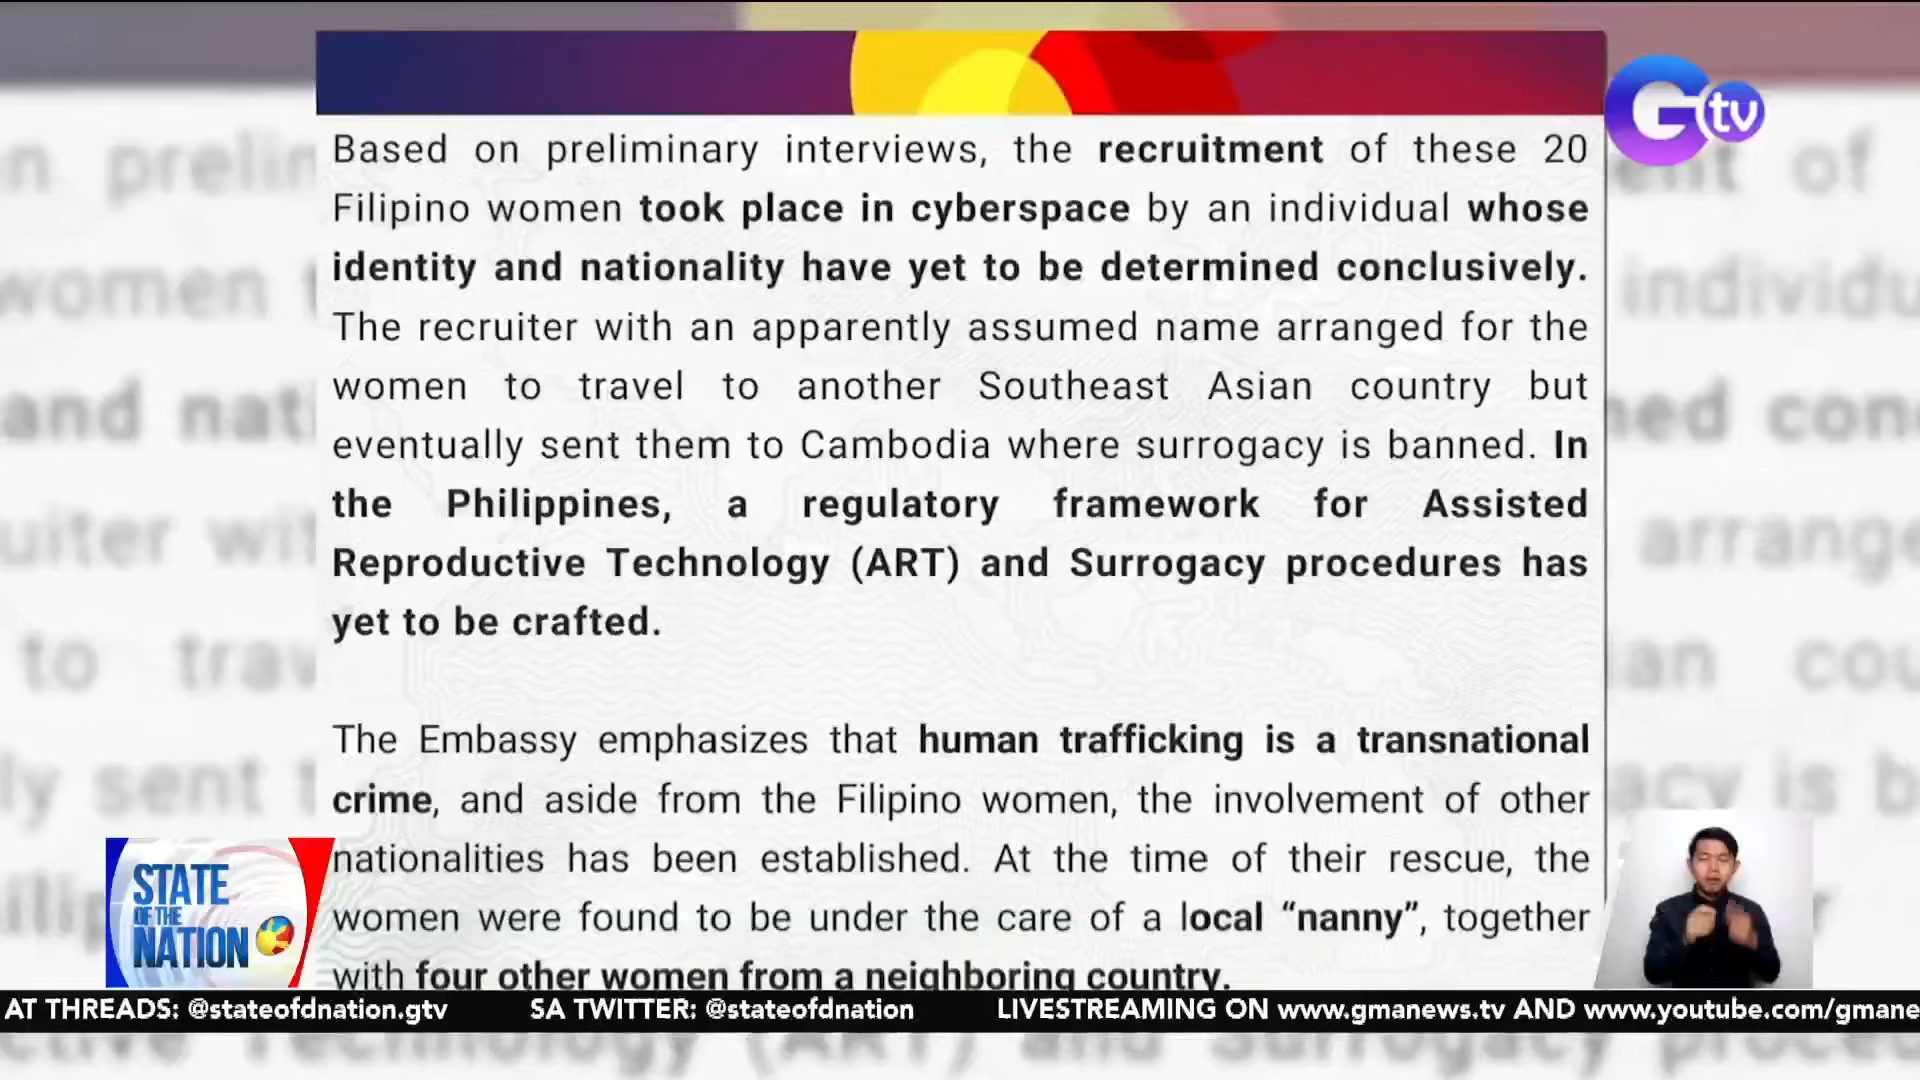 Based on preliminary interviews, the recruitment of these 20
Filipino women took place in cyberspace by an individual whose
identity and nationality have yet to be determined conclusively.
The recruiter with an apparently assumed name arranged for the
women to travel to another Southeast Asian country but
eventually sent them to Cambodia where surrogacy is banned. In
the Philippines, a regulatory framework for Assisted
Reproductive Technology (ART) and Surrogacy procedures has
yet to be crafted.
The Embassy emphasizes that human trafficking is a transnational
crime, and aside from the Filipino women, the involvement of other
nationalities has been established. At the time of their rescue, the
women were found to be under the care of a local “nanny”, together
with four other women from a neighboring country.
G tv
STATE
OF THE
NATION
AT THREADS: @stateofdnation.gtv SA TWITTER: @stateofdnation LIVESTREAMING ON www.gmanews.tv AND www.youtube.com/gmane